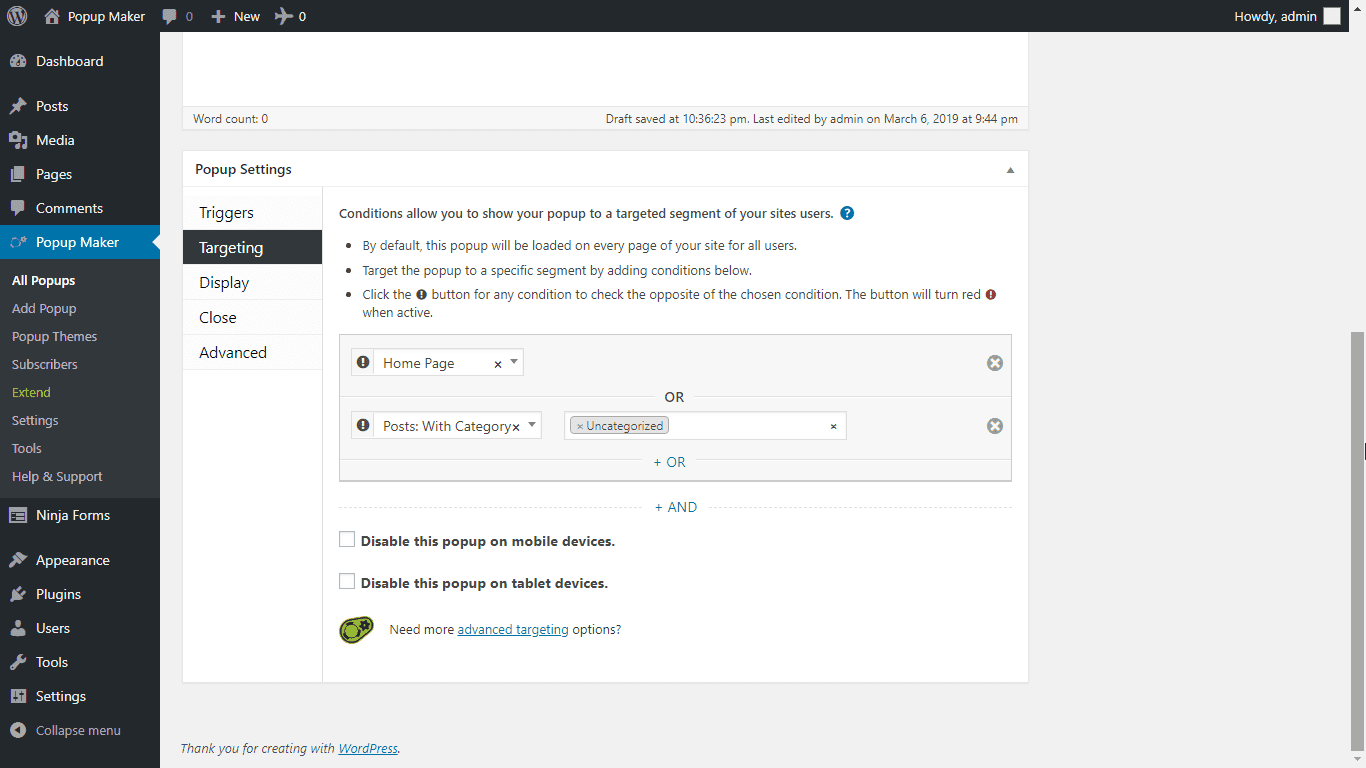 Popup Maker 0 New 0 Howdy, admin
Dashboard
Posts
Media
Pages
Comments
Popup Maker
All Popups
Add Popup
Popup Themes
Subscribers
Extend
Settings
Tools
Help & Support
Ninja Forms
Appearance
Plugins
Users
Tools
Settings
Collapse menu
Word count: 0 Draft saved at 10:36:23 pm. Last edited by admin on March 6, 2019 at 9:44 pm
Popup Settings
Triggers
Targeting
Display
Close
Advanced
Conditions allow you to show your popup to a targeted segment of your sites users.
By default, this popup will be loaded on every page of your site for all users.
Target the popup to a specific segment by adding conditions below.
Click the button for any condition to check the opposite of the chosen condition. The button will turn red
when active.
Home Page ×
OR
Posts: With Category× × Uncategorized ×
+ OR
+ AND
Disable this popup on mobile devices.
Disable this popup on tablet devices.
Need more advanced targeting options?
Thank you for creating with WordPress.